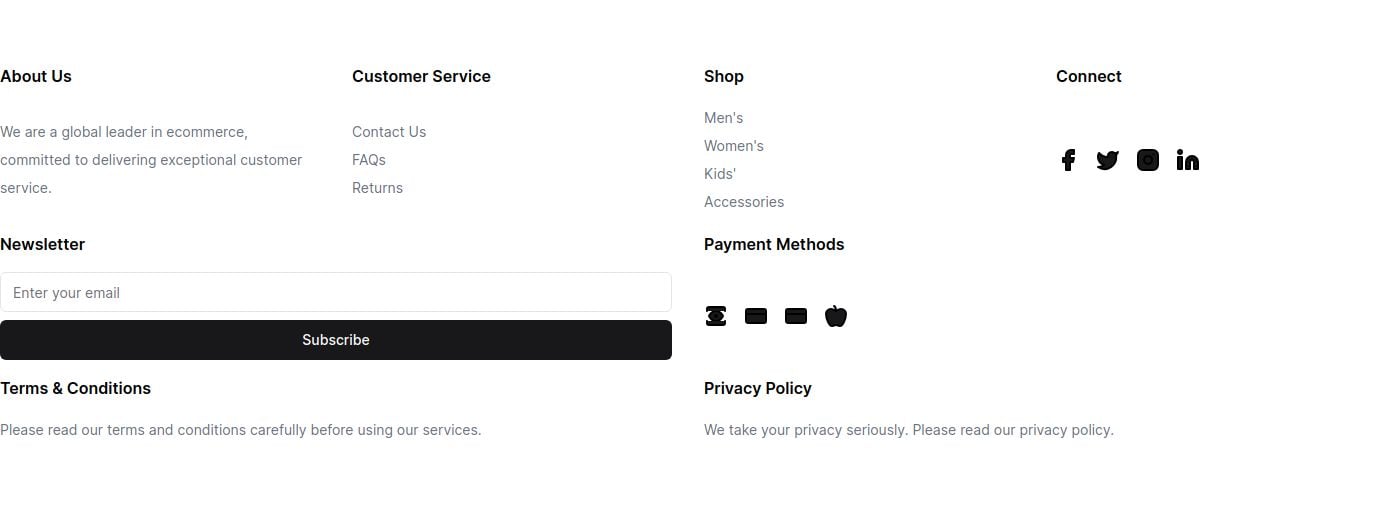 About Us
We are a global leader in ecommerce,
committed to delivering exceptional customer
service.
Customer Service
Contact Us
FAQs
Returns
Shop
Men's
Women's
Kids'
Accessories
Connect
Newsletter
Enter your email
Subscribe
Payment Methods
Terms & Conditions
Please read our terms and conditions carefully before using our services.
Privacy Policy
We take your privacy seriously. Please read our privacy policy.